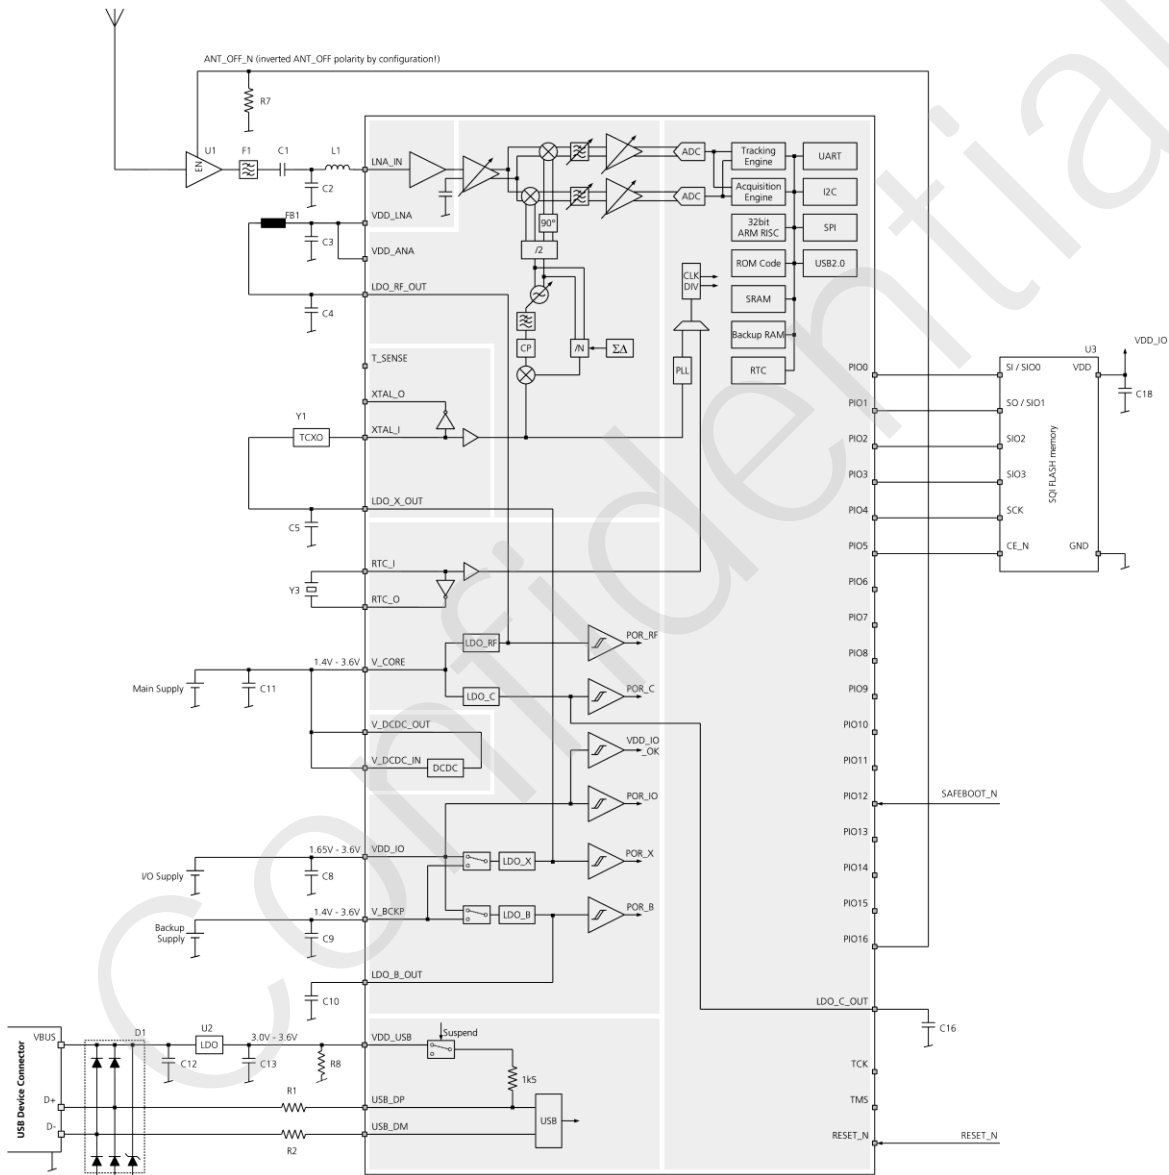 ANT_OFF_N (inverted ANT_OFF polarity by configuration!)
R7
U1
F1
C1
L1
EN
LNA_IN
C2
FB1
VDD_LNA
C3
VDD_ANA
LDO_RF_OUT
C4
90°
/2
CP
/N
ΣΔ
ADC
ADC
Tracking
Engine
UART
Acquisition
Engine
I2C
32bit
ARM RISC
SPI
ROM Code
USB2.0
SRAM
Backup RAM
RTC
CLK
DIV
PLL
T_SENSE
XTAL_O
Y1
TCXO
XTAL_I
LDO_X_OUT
C5
RTC_I
Y3
RTC_O
PIO0
PIO1
PIO2
PIO3
PIO4
PIO5
PIO6
PIO7
PIO8
PIO9
PIO10
PIO11
PIO12
PIO13
PIO14
PIO15
PIO16
U3
VDD_IO
SI / SIO0
VDD
C18
SO / SIO1
SIO2
SIO3
SCK
CE_N
GND
SQI FLASH memory
LDO_RF
POR_RF
1.4V - 3.6V
V_CORE
Main Supply
C11
LDO_C
POR_C
V_DCDC_OUT
V_DCDC_IN
DCDC
VDD_IO
_OK
POR_IO
SAFEBOOT_N
1.65V - 3.6V
VDD_IO
I/O Supply
C8
LDO_X
POR_X
1.4V - 3.6V
V_BCKP
Backup
Supply
C9
LDO_B
POR_B
LDO_B_OUT
C10
LDO_C_OUT
C16
USB Device Connector
VBUS
D1
U2
LDO
3.0V - 3.6V
VDD_USB
Suspend
C12
C13
R8
1k5
D+
R1
USB_DP
D-
R2
USB_DM
USB
TCK
TMS
RESET_N
RESET_N
Confidential